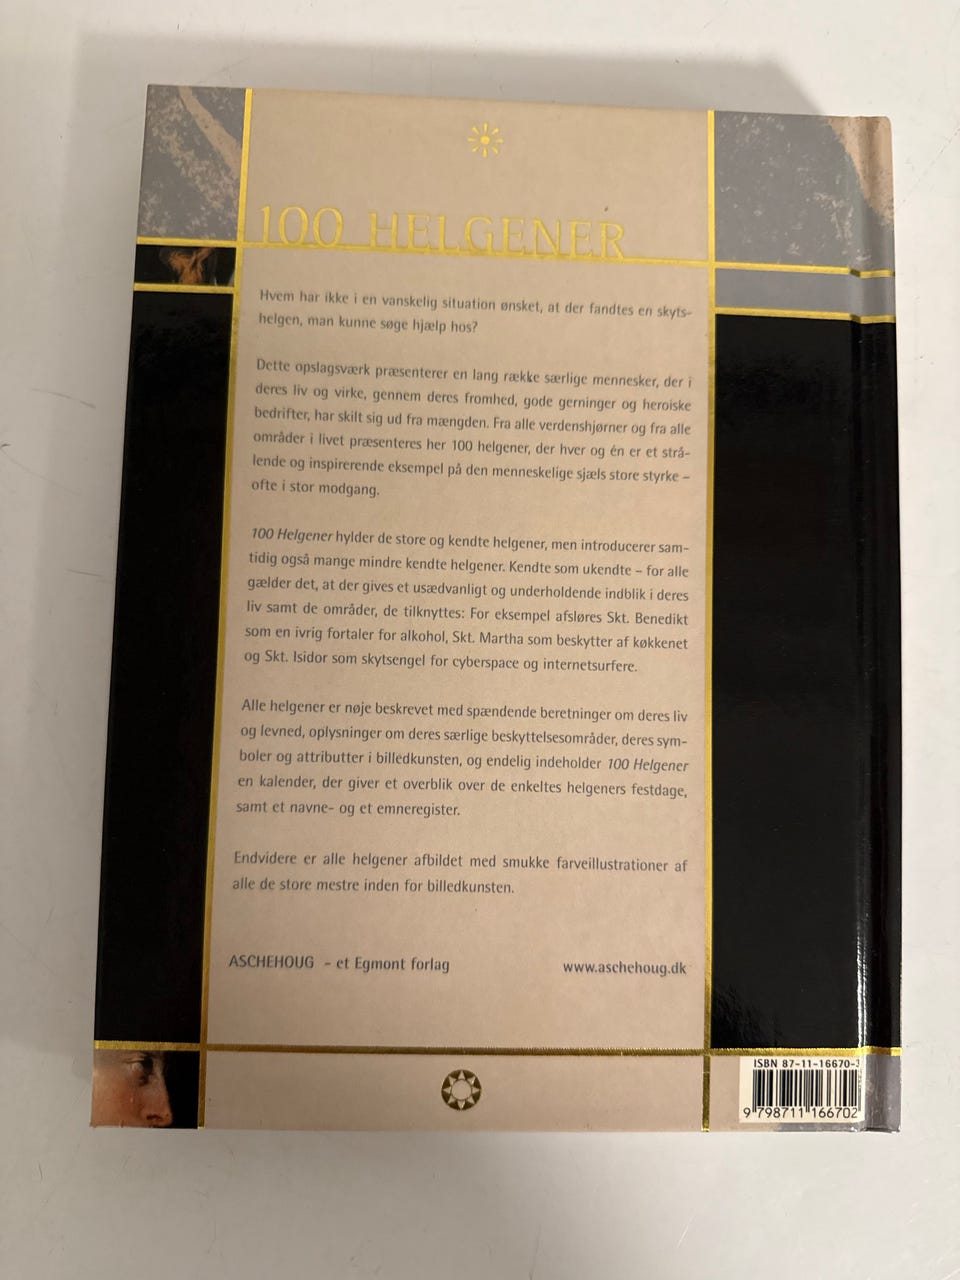 100 HELGENER
Hvem har ikke i en vanskelig situation ønsket, at der fandtes en skyts-
helgen, man kunne søge hjælp hos?
Dette opslagsværk præsenterer en lang række særlige mennesker, der i
deres liv og virke, gennem deres fromhed, gode gerninger og heroiske
bedrifter, har skilt sig ud fra mængden. Fra alle verdenshjørner og fra alle
områder i livet præsenteres her 100 helgener, der hver og én er et strå-
lende og inspirerende eksempel på den menneskelige sjæls store styrke –
ofte i stor modgang.
100 Helgener hylder de store og kendte helgener, men introducerer sam-
tidig også mange mindre kendte helgener. Kendte som ukendte – for alle
gælder det, at der gives et usædvanligt og underholdende indblik i deres
liv samt de områder, de tilknyttes: For eksempel afsløres Skt. Benedikt
som en ivrig fortaler for alkohol, Skt. Martha som beskytter af køkkenet
og Skt. Isidor som skytsengel for cyberspace og internetsurfere.
Alle helgener er nøje beskrevet med spændende beretninger om deres liv
og levned, oplysninger om deres særlige beskyttelsesområder, deres sym-
boler og attributter i billedkunsten, og endelig indeholder 100 Helgener
en kalender, der giver et overblik over de enkeltes helgeners festdage,
samt et navne- og et emneregister.
Endvidere er alle helgener afbildet med smukke farveillustrationer af
alle de store mestre inden for billedkunsten.
ASCHEHOUG – et Egmont forlag www.aschehoug.dk
ISBN 87-11-16670-3
9 798711 166702